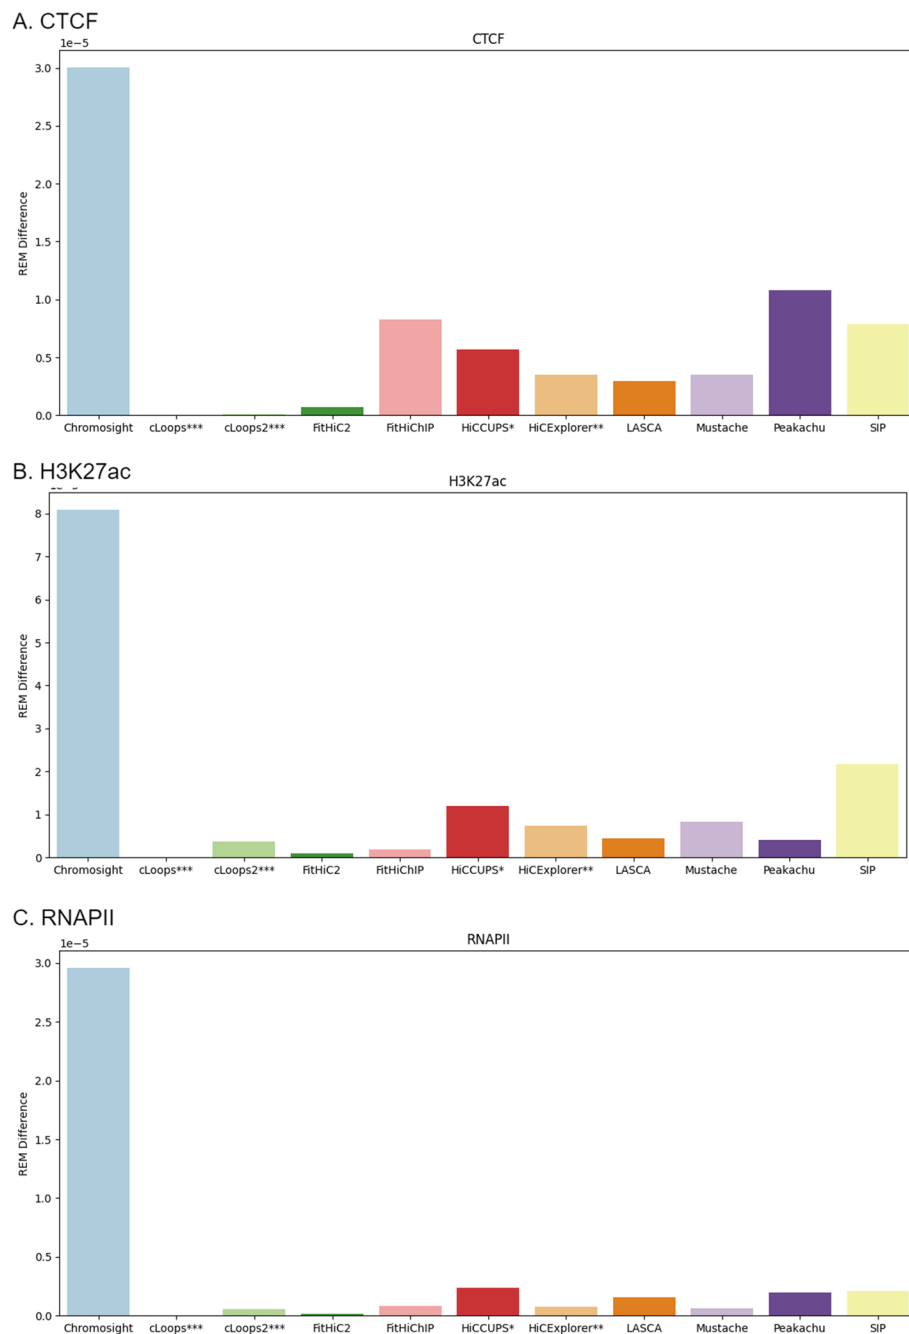 A. CTCF
1e−5
CTCF
3.0
2.5
2.0
1.5
1.0
0.5
0.0
REM Difference
Chromosight cLoops*** cLoops2*** FitHiC2 FitHiChIP HiCCUPS* HiCExplorer** LASCA Mustache Peakachu SIP
B. H3K27ac
H3K27ac
8
7
6
5
4
3
2
1
0
REM Difference
Chromosight cLoops*** cLoops2*** FitHiC2 FitHiChIP HiCCUPS* HiCExplorer** LASCA Mustache Peakachu SIP
C. RNAPII
1e−5
RNAPII
3.0
2.5
2.0
1.5
1.0
0.5
0.0
REM Difference
Chromosight cLoops*** cLoops2*** FitHiC2 FitHiChIP HiCCUPS* HiCExplorer** LASCA Mustache Peakachu SIP